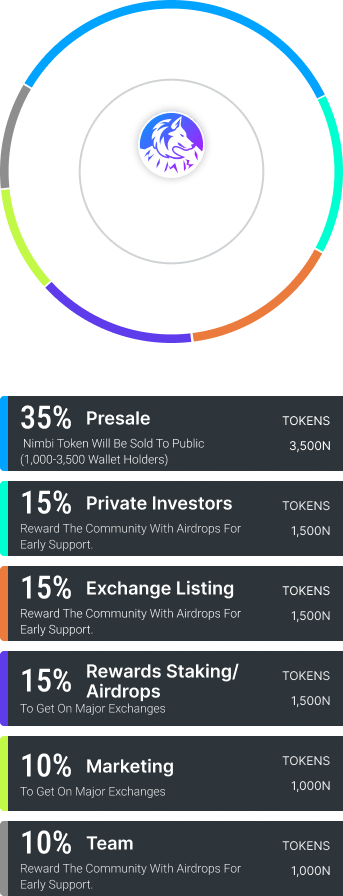 NIMB
35% Presale
TOKENS
Nimbi Token Will Be Sold To Public
(1,000-3,500 Wallet Holders)
3,500N
15% Private Investors
TOKENS
Reward The Community With Airdrops For
Early Support.
1,500N
15% Exchange Listing
TOKENS
Reward The Community With Airdrops For
Early Support.
1,500N
15% Rewards Staking/
Airdrops
TOKENS
To Get On Major Exchanges
1,500N
10% Marketing
TOKENS
To Get On Major Exchanges
1,000N
10% Team
TOKENS
Reward The Community With Airdrops For
Early Support.
1,000N